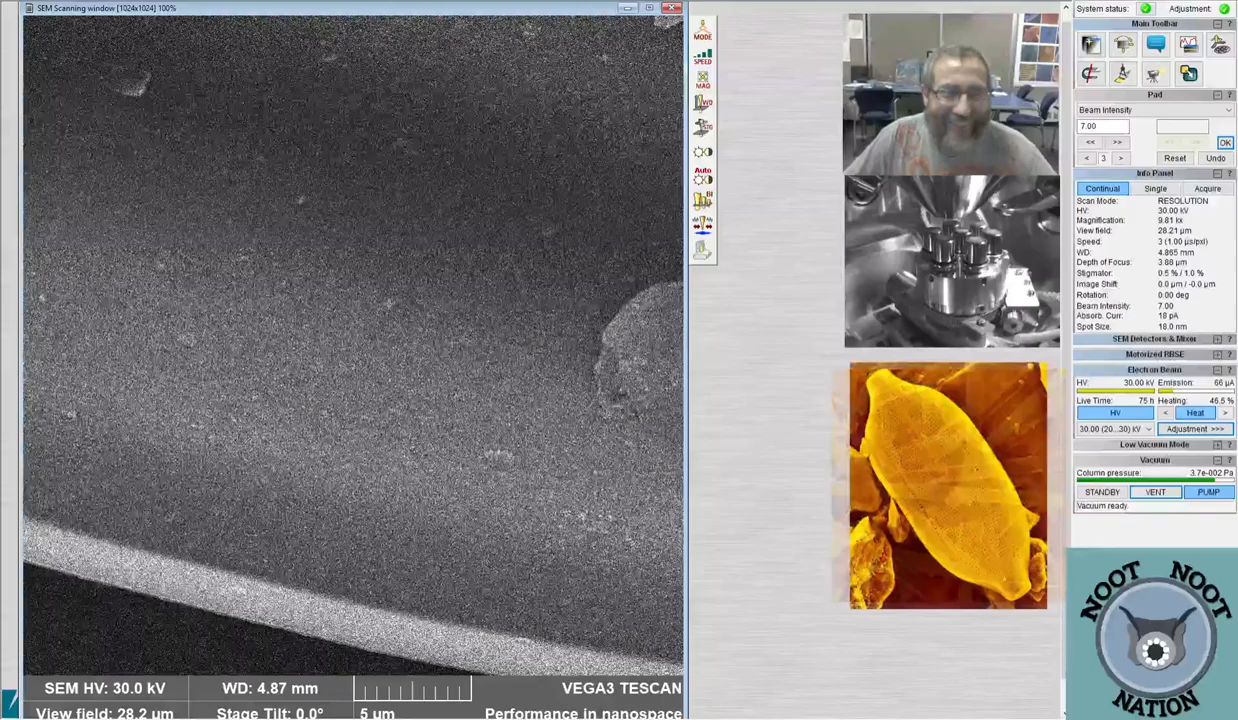 SEM Scanning window [1024x1024] 100%
MODE
SPEED
MAG
WD
STG
Auto
BI
SEM HV: 30.0 kV
WD: 4.87 mm
VEGA3 TESCAN
View field: 28.2 µm
Stage Tilt: 0.0°
5 µm
Performance in nanospace
System status:
Adjustment:
Main Toolbar
Pad
Beam Intensity
7.00
<<
>>
OK
<
3
>
Reset
Undo
Info Panel
Continual
Single
Acquire
Scan Mode: RESOLUTION
HV: 30.00 kV
Magnification: 9.81 kx
View field: 28.21 µm
Speed: 3 (1.00 µs/pxl)
WD: 4.865 mm
Depth of Focus: 3.88 µm
Stigmator: 0.5 % / 1.0 %
Image Shift: 0.0 µm / -0.0 µm
Rotation: 0.00 deg
Beam Intensity: 7.00
Absorb. Curr: 18 pA
Spot Size: 18.0 nm
SEM Detectors & Mixer
Motorized RBSE
Electron Beam
HV: 30.00 kV Emission: 66 µA
Live Time: 75 h Heating: 46.5 %
HV
<
Heat
>
30.00 (20...30) kV
Adjustment >>>
Low Vacuum Mode
Vacuum
Column pressure: 3.7e-002 Pa
STANDBY
VENT
PUMP
Vacuum ready.
NOOT NOOT
NATION